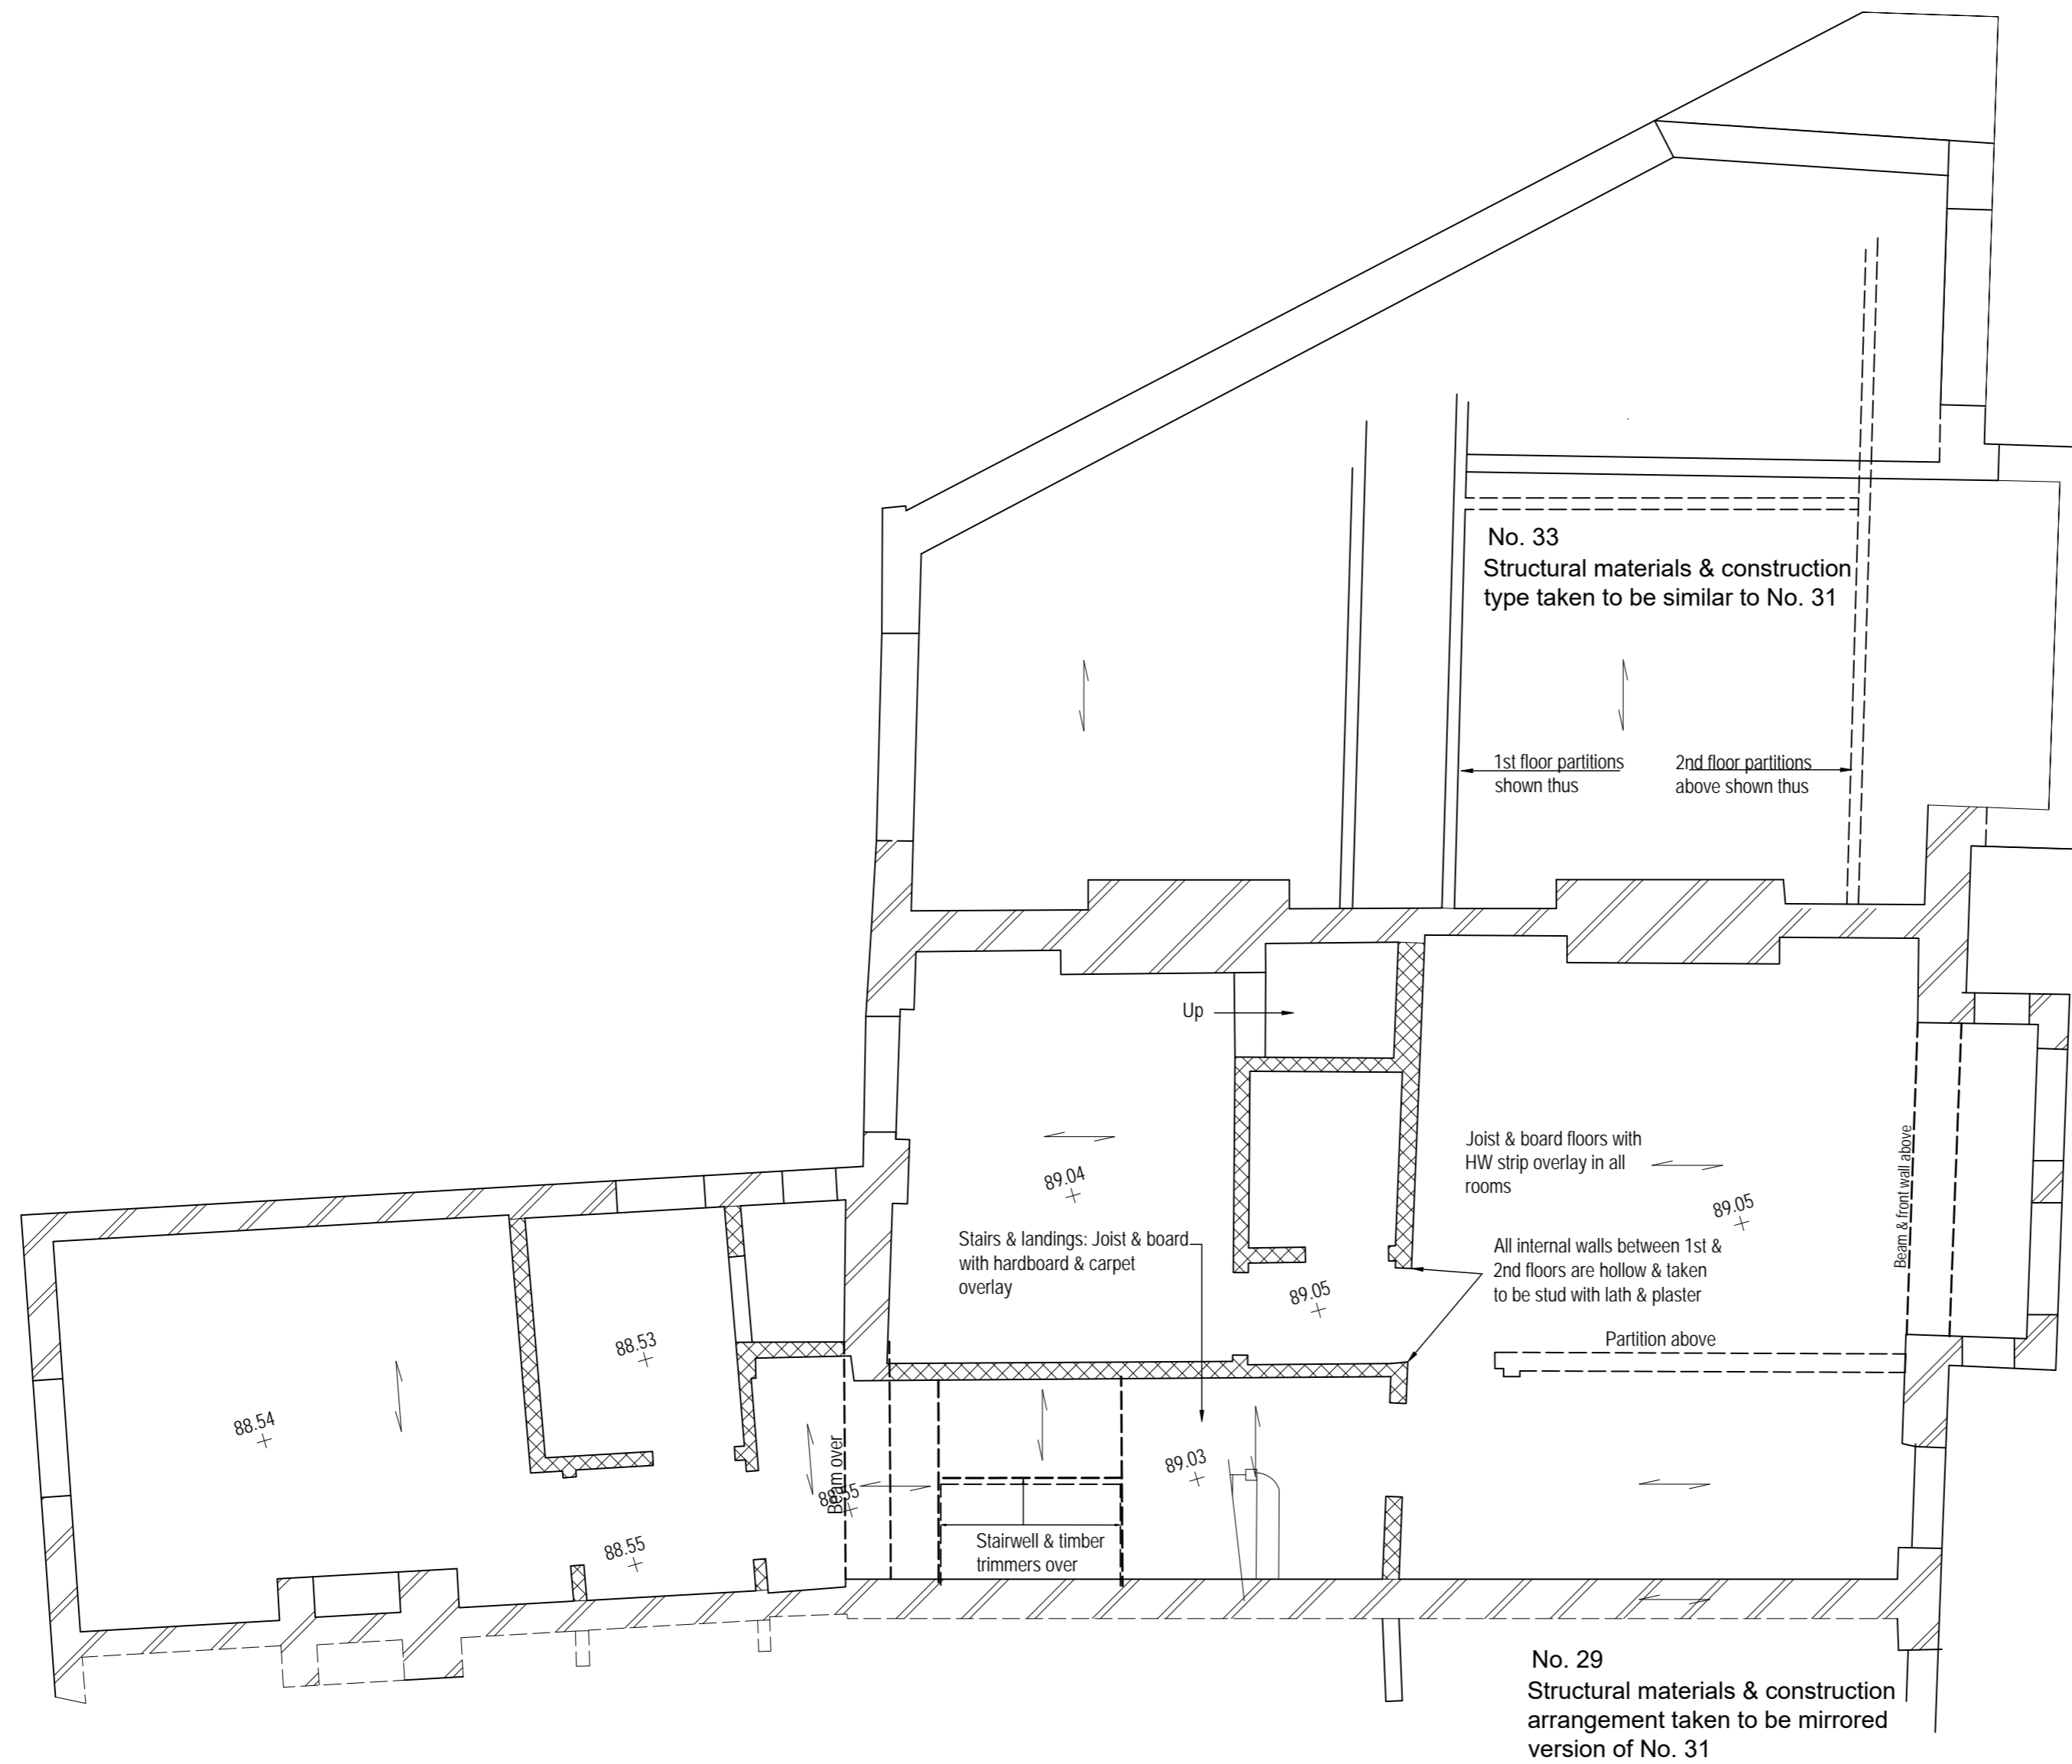 No. 33
Structural materials & construction
type taken to be similar to No. 31
1st floor partitions
shown thus
2nd floor partitions
above shown thus
Up
Joist & board floors with
HW strip overlay in all
rooms
89.04
89.05
Beam & front wall above
Stairs & landings: Joist & board
with hardboard & carpet
overlay
All internal walls between 1st &
2nd floors are hollow & taken
to be stud with lath & plaster
89.05
Partition above
88.53
88.54
Beam over
88.55
89.03
88.55
Stairwell & timber
trimmers over
No. 29
Structural materials & construction
arrangement taken to be mirrored
version of No. 31